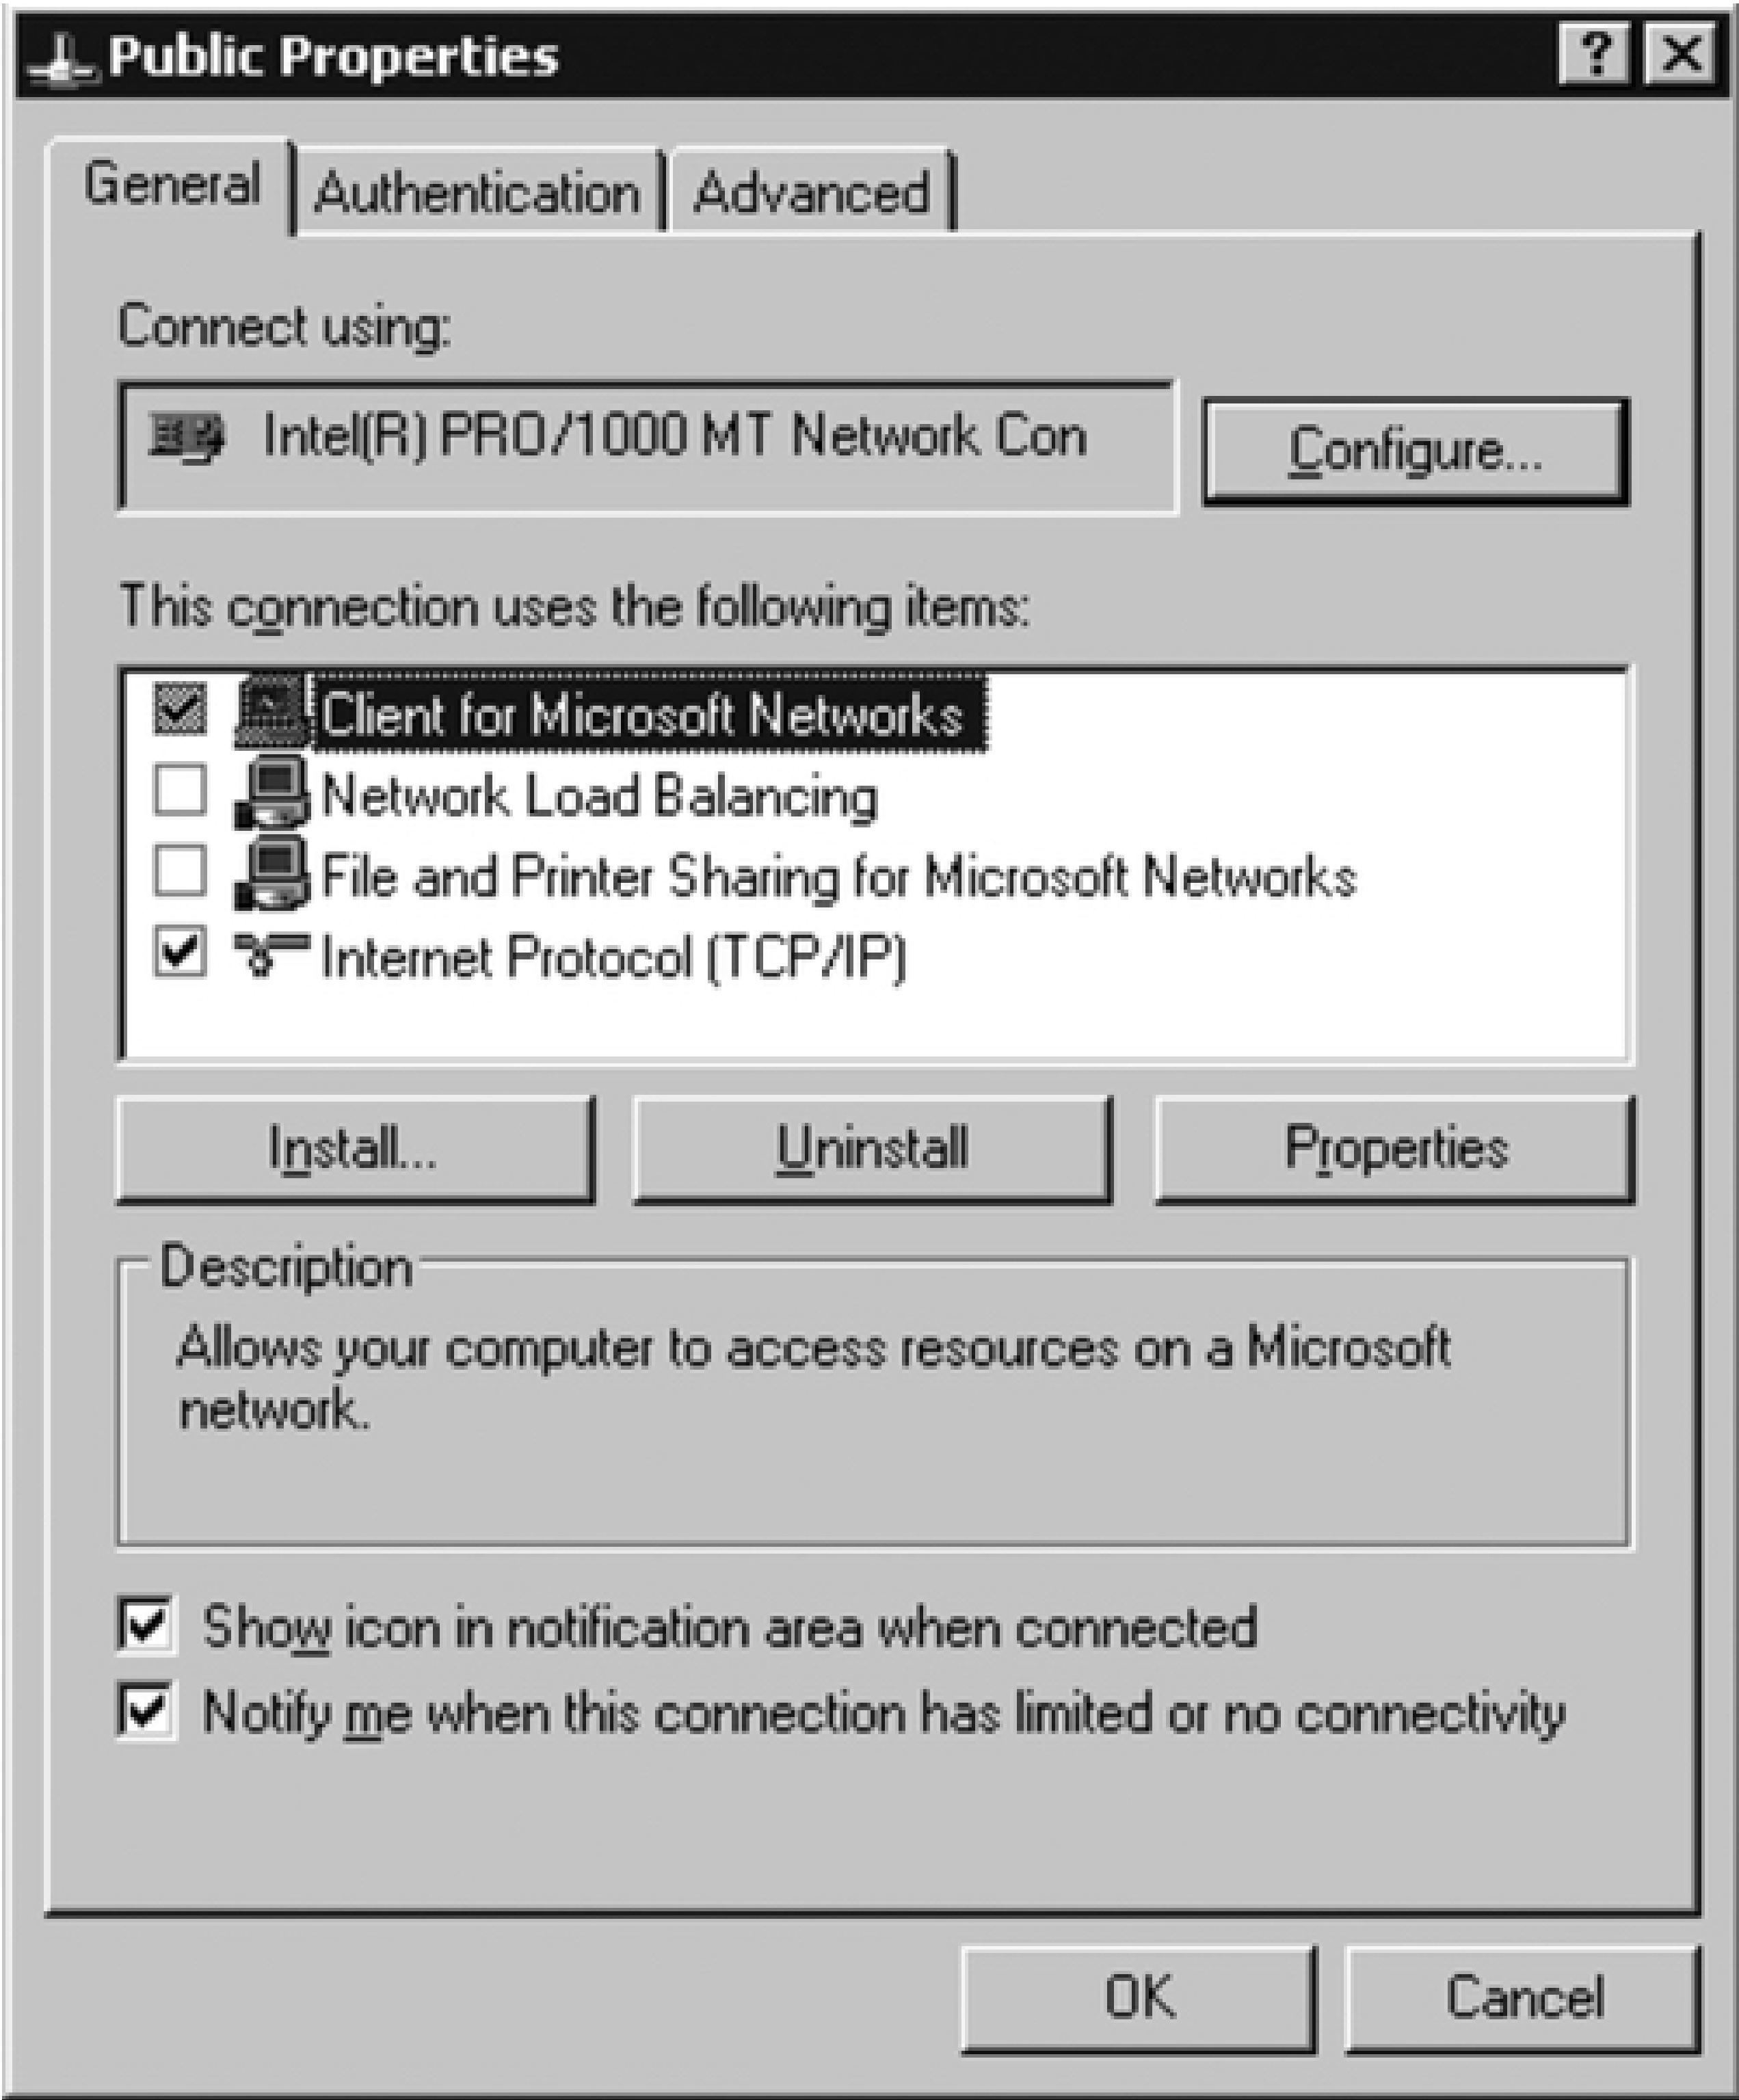 Public Properties
General
Authentication
Advanced
Connect using:
Intel(R) PRO/1000 MT Network Con
Configure...
This connection uses the following items:
Client for Microsoft Networks
Network Load Balancing
File and Printer Sharing for Microsoft Networks
Internet Protocol (TCP/IP)
Install...
Uninstall
Properties
Description
Allows your computer to access resources on a Microsoft
network.
Show icon in notification area when connected
Notify me when this connection has limited or no connectivity
OK
Cancel